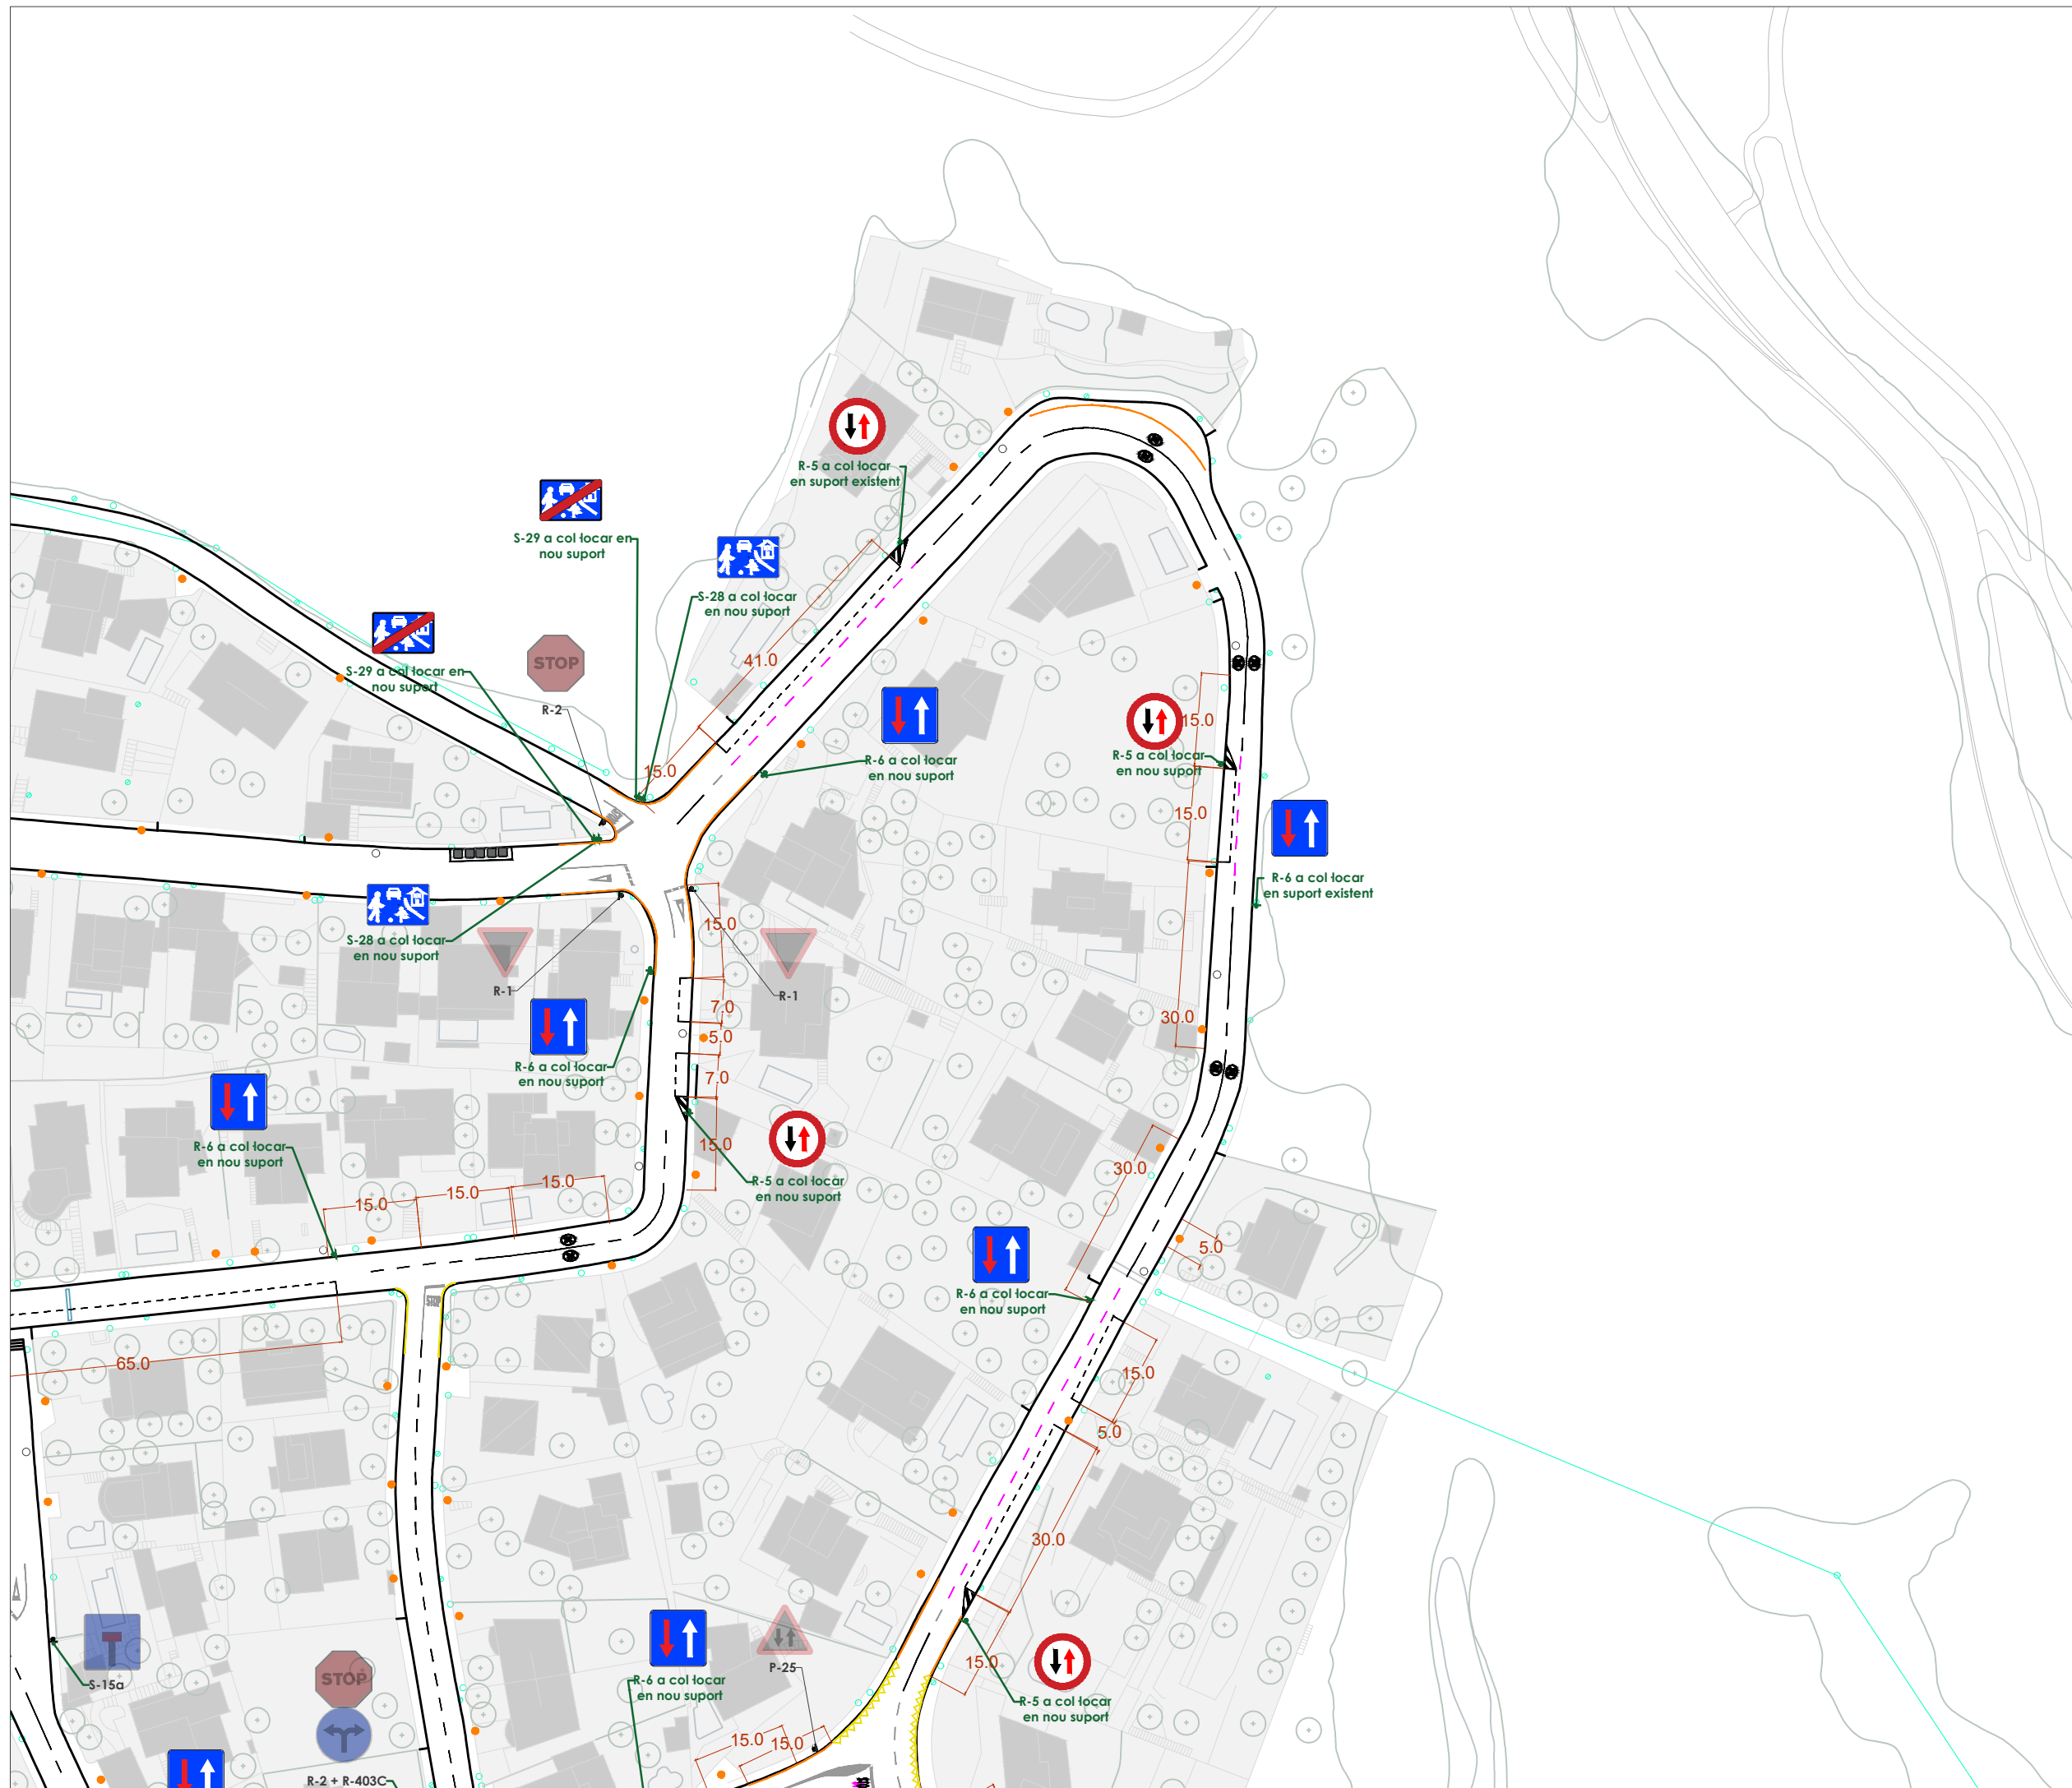 R-5 a col·locar
en suport existent
S-29 a col·locar en
nou suport
S-28 a col·locar
en nou suport
S-29 a col·locar en
nou suport
STOP
R-2
41.0
15.0
R-6 a col·locar
en nou suport
15.0
R-5 a col·locar
en nou suport
15.0
R-6 a col·locar
en suport existent
S-28 a col·locar
en nou suport
R-1
R-1
15.0
7.0
5.0
7.0
15.0
30.0
R-6 a col·locar
en nou suport
R-6 a col·locar
en nou suport
15.0
15.0
15.0
R-5 a col·locar
en nou suport
30.0
5.0
R-6 a col·locar
en nou suport
STOP
65.0
15.0
5.0
30.0
15.0
R-5 a col·locar
en nou suport
P-25
R-6 a col·locar
en nou suport
15.0
15.0
S-15a
STOP
R-2 + R-403C